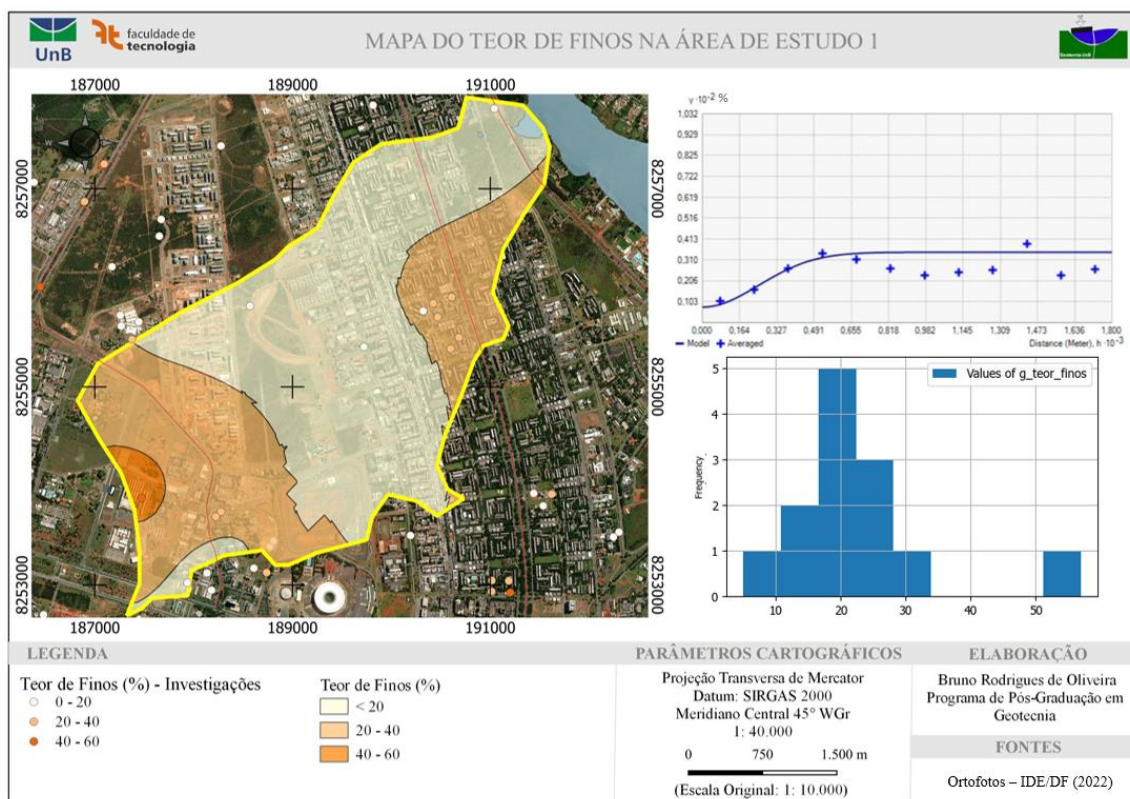 UnB
faculdade de
tecnologia
MAPA DO TEOR DE FINOS NA ÁREA DE ESTUDO 1
Geotecnia-UnB
187000 189000 191000
8257000 8257000
8255000 8255000
8253000 8253000
187000 189000 191000
γ·10⁻² %
1,032
0,929
0,825
0,722
0,619
0,516
0,413
0,310
0,206
0,103
0,000 0,164 0,327 0,491 0,655 0,818 0,982 1,145 1,309 1,473 1,636 1,800
Model Averaged Distance (Meter), h ·10⁻³
Values of g_teor_finos
Frequency
5
4
3
2
1
0
10 20 30 40 50
LEGENDA
Teor de Finos (%) - Investigações
0 - 20
20 - 40
40 - 60
Teor de Finos (%)
< 20
20 - 40
40 - 60
PARÂMETROS CARTOGRÁFICOS
Projeção Transversa de Mercator
Datum: SIRGAS 2000
Meridiano Central 45° WGr
1: 40.000
0 750 1.500 m
(Escala Original: 1: 10.000)
ELABORAÇÃO
Bruno Rodrigues de Oliveira
Programa de Pós-Graduação em
Geotecnia
FONTES
Ortofotos – IDE/DF (2022)